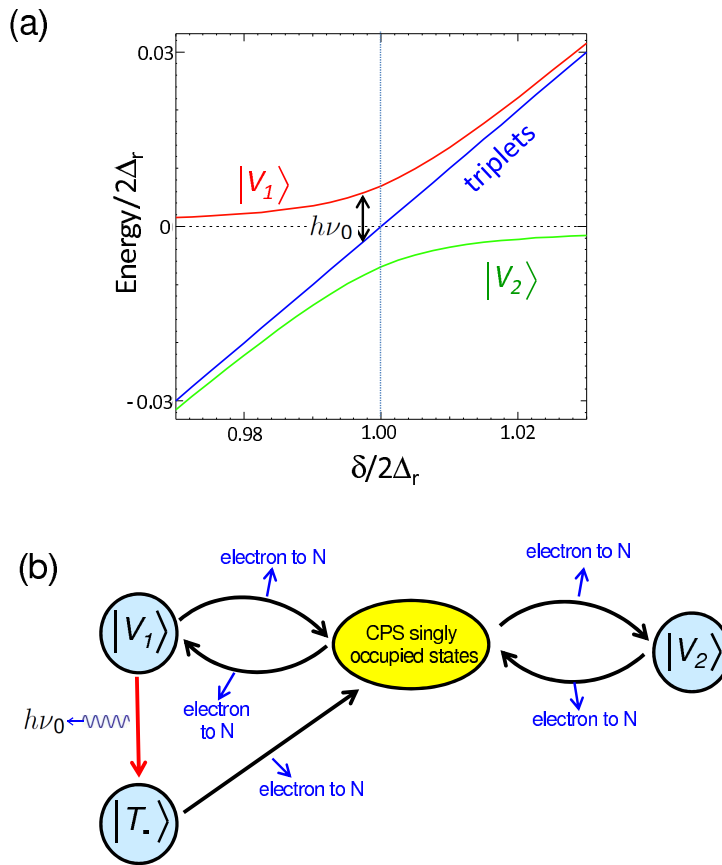 (a)
0.03
0
-0.03
Energy/2Δr
|V1⟩
hν0
triplets
|V2⟩
0.98
1.00
1.02
δ/2Δr
(b)
electron to N
electron to N
|V1⟩
CPS singly
occupied states
|V2⟩
electron
to N
electron to N
hν0
electron to N
|T-⟩